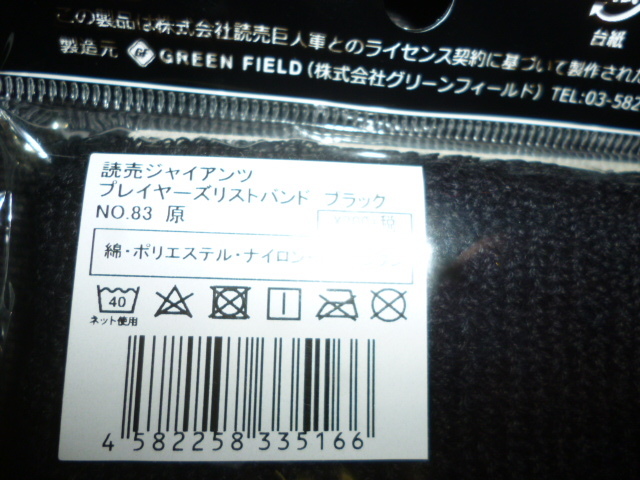 この製品は株式会社読売巨人軍とのライセンス契約に基づいて製作され
台紙
製造元 GF GREEN FIELD (株式会社グリーンフィールド) TEL:03-58
読売ジャイアンツ
プレイヤーズリストバンド ブラック
NO.83 原
綿・ポリエステル・ナイロン
40
ネット使用
4 582258 335166